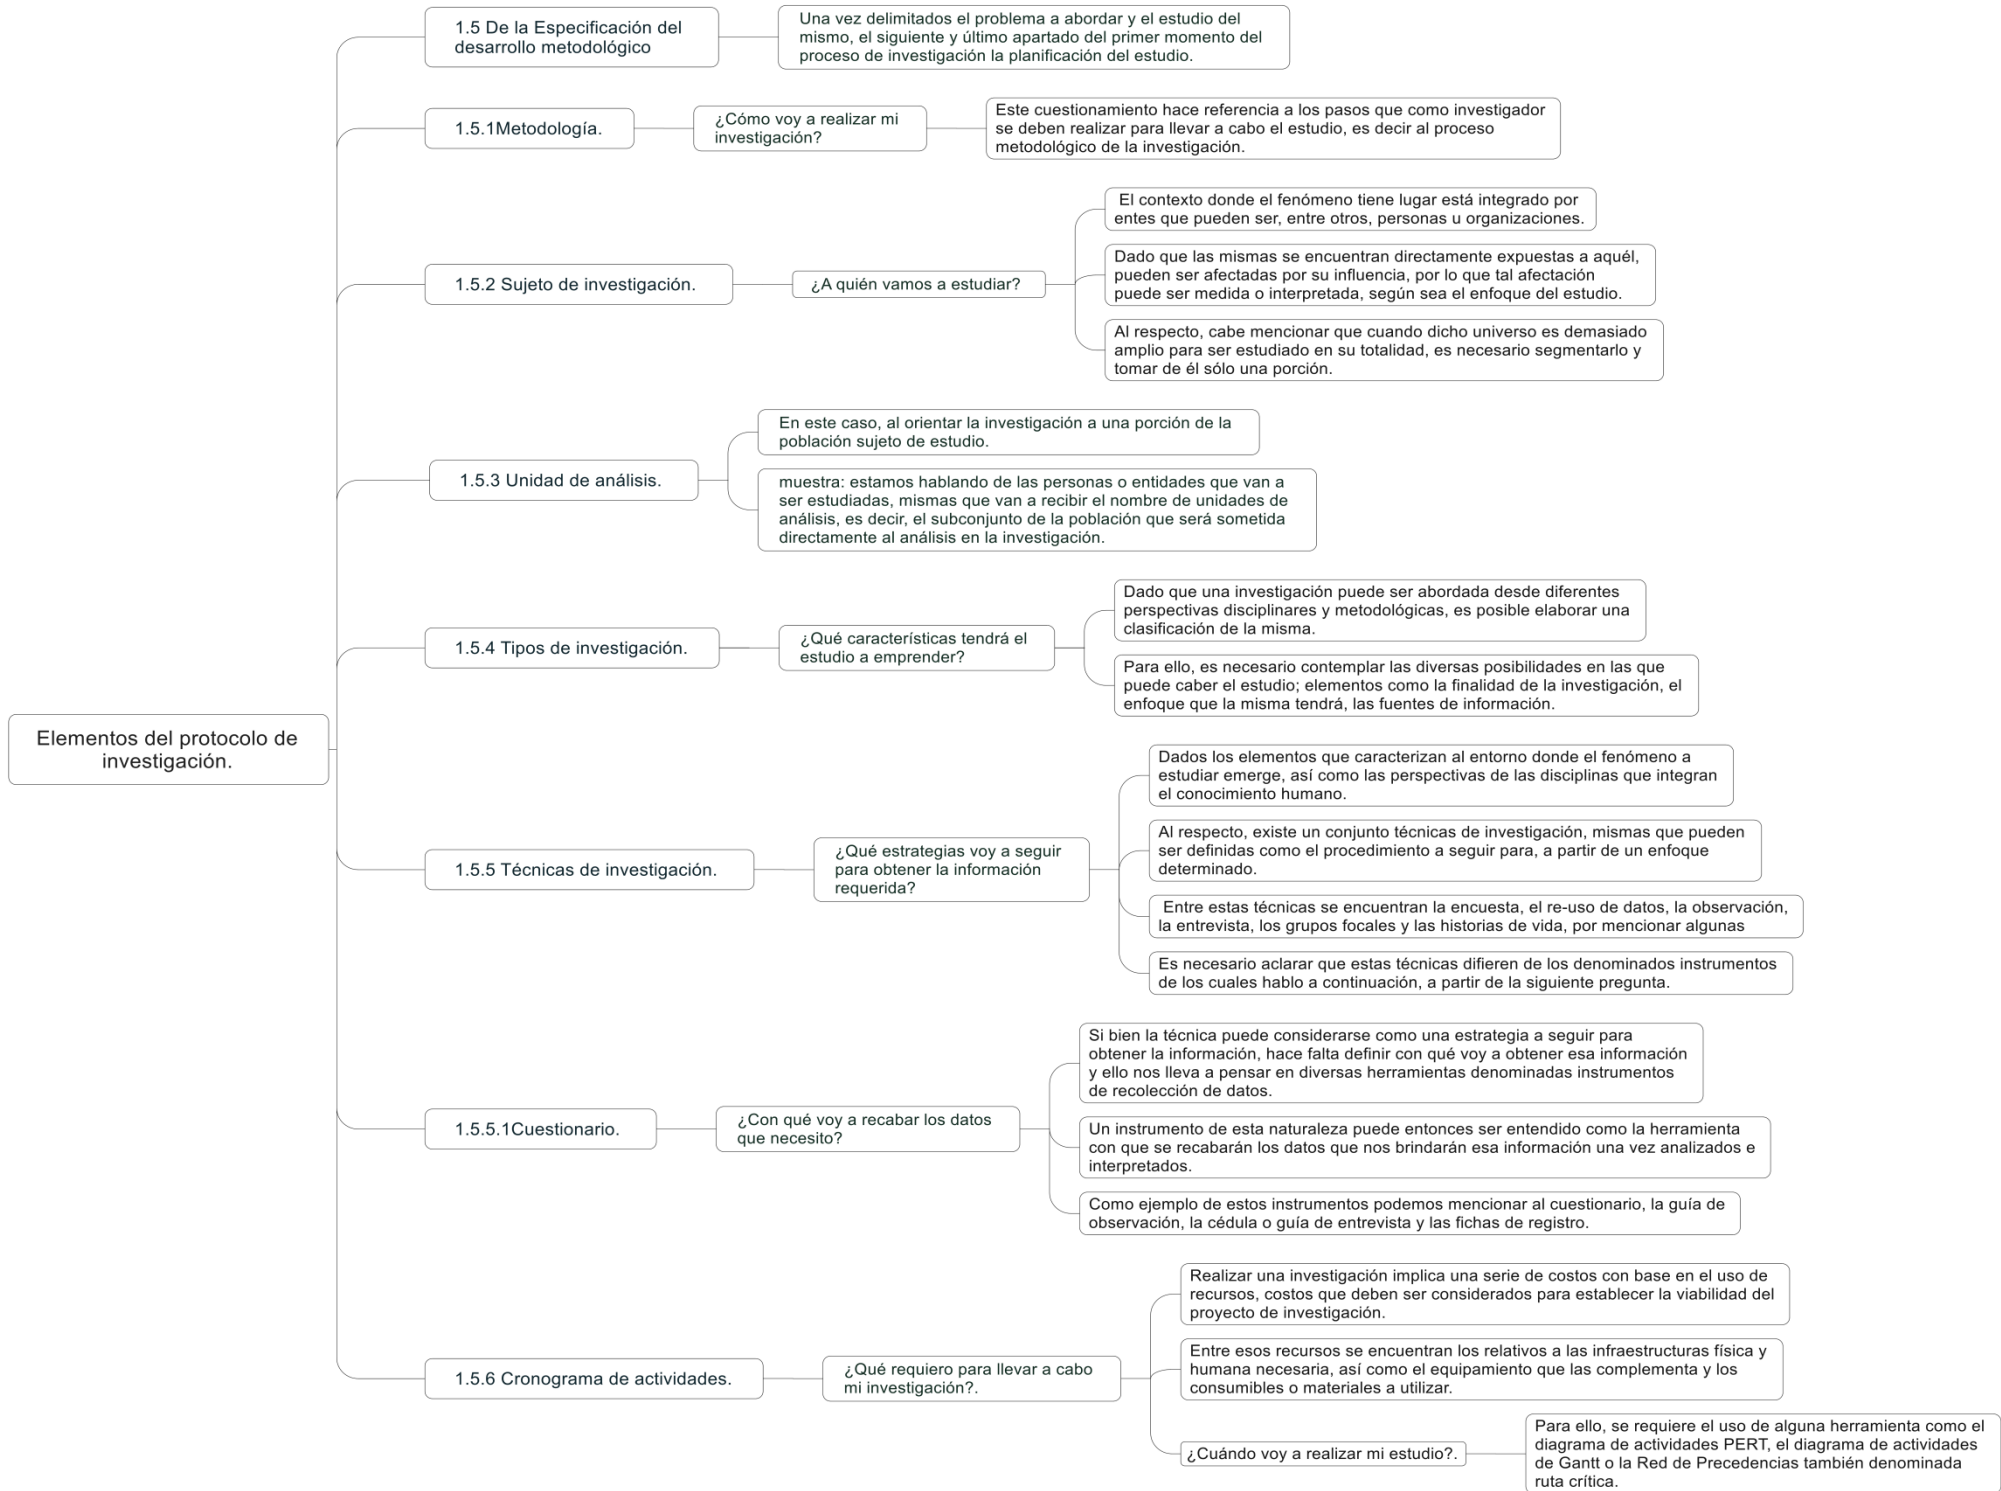 1.5 De la Especificación del
desarrollo metodológico
Una vez delimitados el problema a abordar y el estudio del
mismo, el siguiente y último apartado del primer momento del
proceso de investigación la planificación del estudio.
1.5.1Metodología.
¿Cómo voy a realizar mi
investigación?
Este cuestionamiento hace referencia a los pasos que como investigador
se deben realizar para llevar a cabo el estudio, es decir al proceso
metodológico de la investigación.
1.5.2 Sujeto de investigación.
¿A quién vamos a estudiar?
El contexto donde el fenómeno tiene lugar está integrado por
entes que pueden ser, entre otros, personas u organizaciones.
Dado que las mismas se encuentran directamente expuestas a aquél,
pueden ser afectadas por su influencia, por lo que tal afectación
puede ser medida o interpretada, según sea el enfoque del estudio.
Al respecto, cabe mencionar que cuando dicho universo es demasiado
amplio para ser estudiado en su totalidad, es necesario segmentarlo y
tomar de él sólo una porción.
1.5.3 Unidad de análisis.
En este caso, al orientar la investigación a una porción de la
población sujeto de estudio.
muestra: estamos hablando de las personas o entidades que van a
ser estudiadas, mismas que van a recibir el nombre de unidades de
análisis, es decir, el subconjunto de la población que será sometida
directamente al análisis en la investigación.
1.5.4 Tipos de investigación.
¿Qué características tendrá el
estudio a emprender?
Dado que una investigación puede ser abordada desde diferentes
perspectivas disciplinares y metodológicas, es posible elaborar una
clasificación de la misma.
Para ello, es necesario contemplar las diversas posibilidades en las que
puede caber el estudio; elementos como la finalidad de la investigación, el
enfoque que la misma tendrá, las fuentes de información.
Elementos del protocolo de
investigación.
1.5.5 Técnicas de investigación.
¿Qué estrategias voy a seguir
para obtener la información
requerida?
Dados los elementos que caracterizan al entorno donde el fenómeno a
estudiar emerge, así como las perspectivas de las disciplinas que integran
el conocimiento humano.
Al respecto, existe un conjunto técnicas de investigación, mismas que pueden
ser definidas como el procedimiento a seguir para, a partir de un enfoque
determinado.
Entre estas técnicas se encuentran la encuesta, el re-uso de datos, la observación,
la entrevista, los grupos focales y las historias de vida, por mencionar algunas
Es necesario aclarar que estas técnicas difieren de los denominados instrumentos
de los cuales hablo a continuación, a partir de la siguiente pregunta.
1.5.5.1Cuestionario.
¿Con qué voy a recabar los datos
que necesito?
Si bien la técnica puede considerarse como una estrategia a seguir para
obtener la información, hace falta definir con qué voy a obtener esa información
y ello nos lleva a pensar en diversas herramientas denominadas instrumentos
de recolección de datos.
Un instrumento de esta naturaleza puede entonces ser entendido como la herramienta
con que se recabarán los datos que nos brindarán esa información una vez analizados e
interpretados.
Como ejemplo de estos instrumentos podemos mencionar al cuestionario, la guía de
observación, la cédula o guía de entrevista y las fichas de registro.
1.5.6 Cronograma de actividades.
¿Qué requiero para llevar a cabo
mi investigación?.
Realizar una investigación implica una serie de costos con base en el uso de
recursos, costos que deben ser considerados para establecer la viabilidad del
proyecto de investigación.
Entre esos recursos se encuentran los relativos a las infraestructuras física y
humana necesaria, así como el equipamiento que las complementa y los
consumibles o materiales a utilizar.
¿Cuándo voy a realizar mi estudio?.
Para ello, se requiere el uso de alguna herramienta como el
diagrama de actividades PERT, el diagrama de actividades
de Gantt o la Red de Precedencias también denominada
ruta crítica.